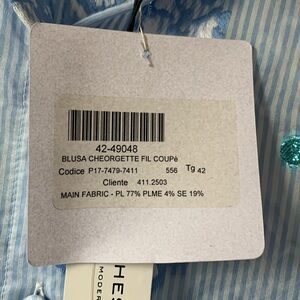 42-49048
BLUSA CHEORGETTE FIL COUPè
Codice P17-7479-7411 556 Tg 42
Cliente 411.2503
MAIN FABRIC - PL 77% PLME 4% SE 19%